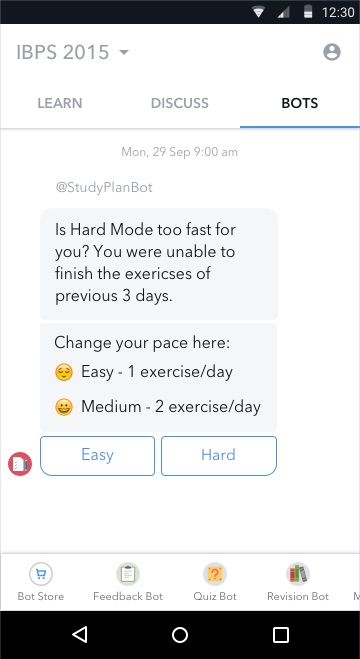 12:30
IBPS 2015
LEARN DISCUSS BOTS
Mon, 29 Sep 9:00 am
@StudyPlanBot
Is Hard Mode too fast for
you? You were unable to
finish the exericses of
previous 3 days.
Change your pace here:
😌 Easy - 1 exercise/day
😀 Medium - 2 exercise/day
Easy Hard
Bot Store Feedback Bot Quiz Bot Revision Bot M